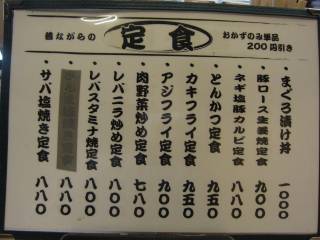 昔ながらの
定食
おかずのみ単品
200円引き
・まぐろ漬け丼 一〇〇〇
・豚ロース生姜焼定食 九〇〇
・ネギ塩豚カルビ定食 八八〇
・とんかつ定食 九五〇
・カキフライ定食 九五〇
・アジフライ定食 九〇〇
・肉野菜炒め定食 七八〇
・レバニラ炒め定食 八八〇
・レバスタミナ焼定食 八八〇
定食 八八〇
・サバ塩焼き定食 八八〇